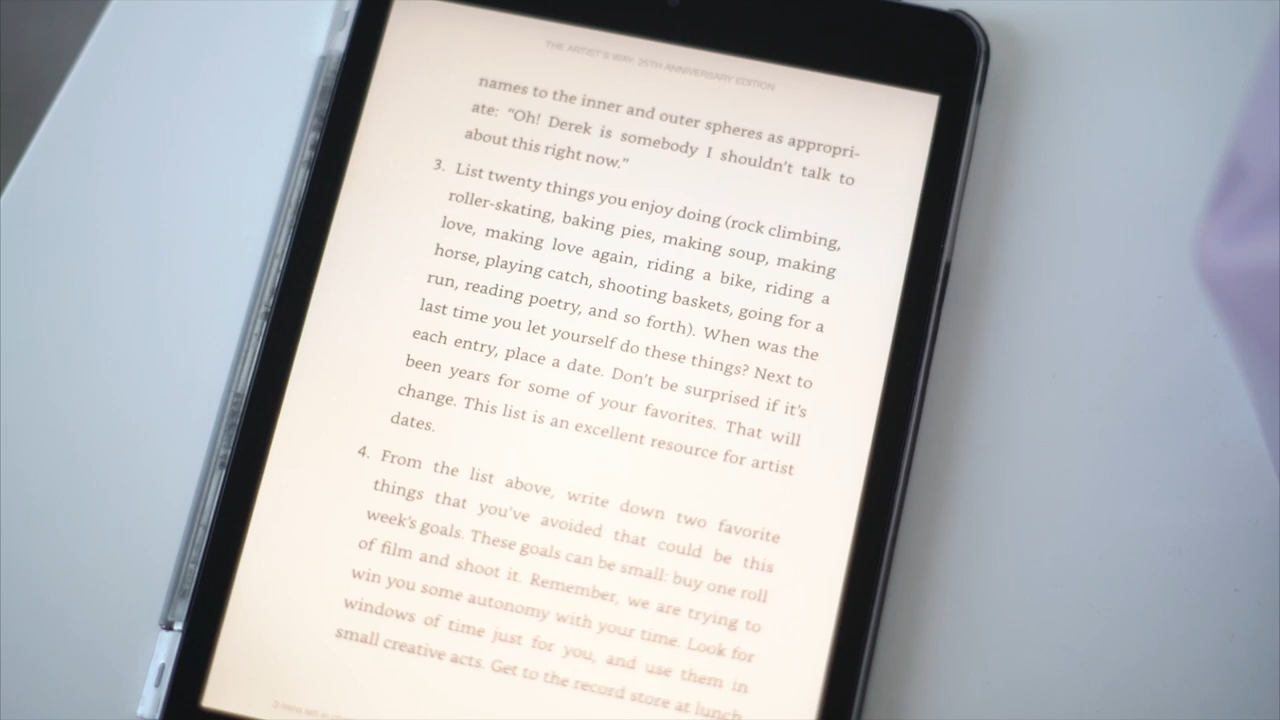 THE ARTIST'S WAY: 25TH ANNIVERSARY EDITION
names to the inner and outer spheres as appropri-
ate: “Oh! Derek is somebody I shouldn’t talk to
about this right now.”
3. List twenty things you enjoy doing (rock climbing,
roller-skating, baking pies, making soup, making
love, making love again, riding a bike, riding a
horse, playing catch, shooting baskets, going for a
run, reading poetry, and so forth). When was the
last time you let yourself do these things? Next to
each entry, place a date. Don’t be surprised if it’s
been years for some of your favorites. That will
change. This list is an excellent resource for artist
dates.
4. From the list above, write down two favorite
things that you’ve avoided that could be this
week’s goals. These goals can be small: buy one roll
of film and shoot it. Remember, we are trying to
win you some autonomy with your time. Look for
windows of time just for you, and use them in
small creative acts. Get to the record store at lunch